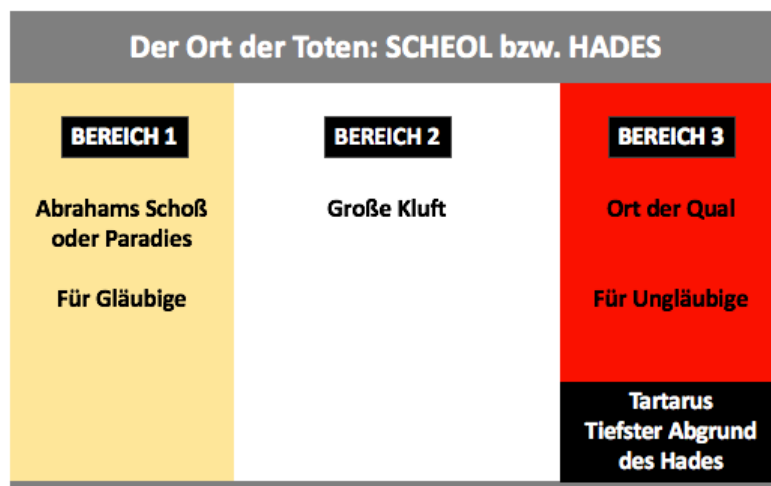 Der Ort der Toten: SCHEOL bzw. HADES
BEREICH 1
Abrahams Schoß
oder Paradies
Für Gläubige
BEREICH 2
Große Kluft
BEREICH 3
Ort der Qual
Für Ungläubige
Tartarus
Tiefster Abgrund
des Hades